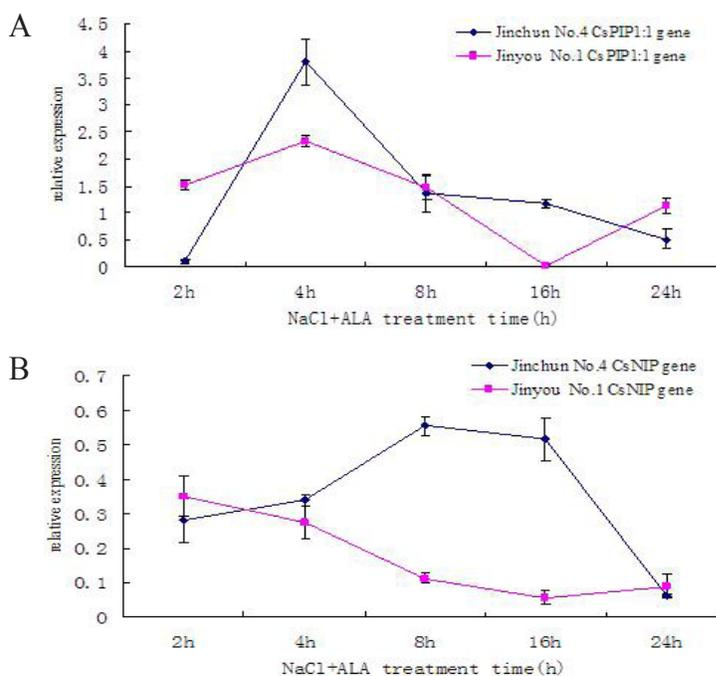 A
Jinchun No.4 CsPIP1:1 gene
Jinyou No.1 CsPIP1:1 gene
relative expression
4.5
4
3.5
3
2.5
2
1.5
1
0.5
0
2h 4h 8h 16h 24h
NaCl+ALA treatment time(h)
B
Jinchun No.4 CsNIP gene
Jinyou No.1 CsNIP gene
relative expression
0.7
0.6
0.5
0.4
0.3
0.2
0.1
0
2h 4h 8h 16h 24h
NaCl+ALA treatment time(h)